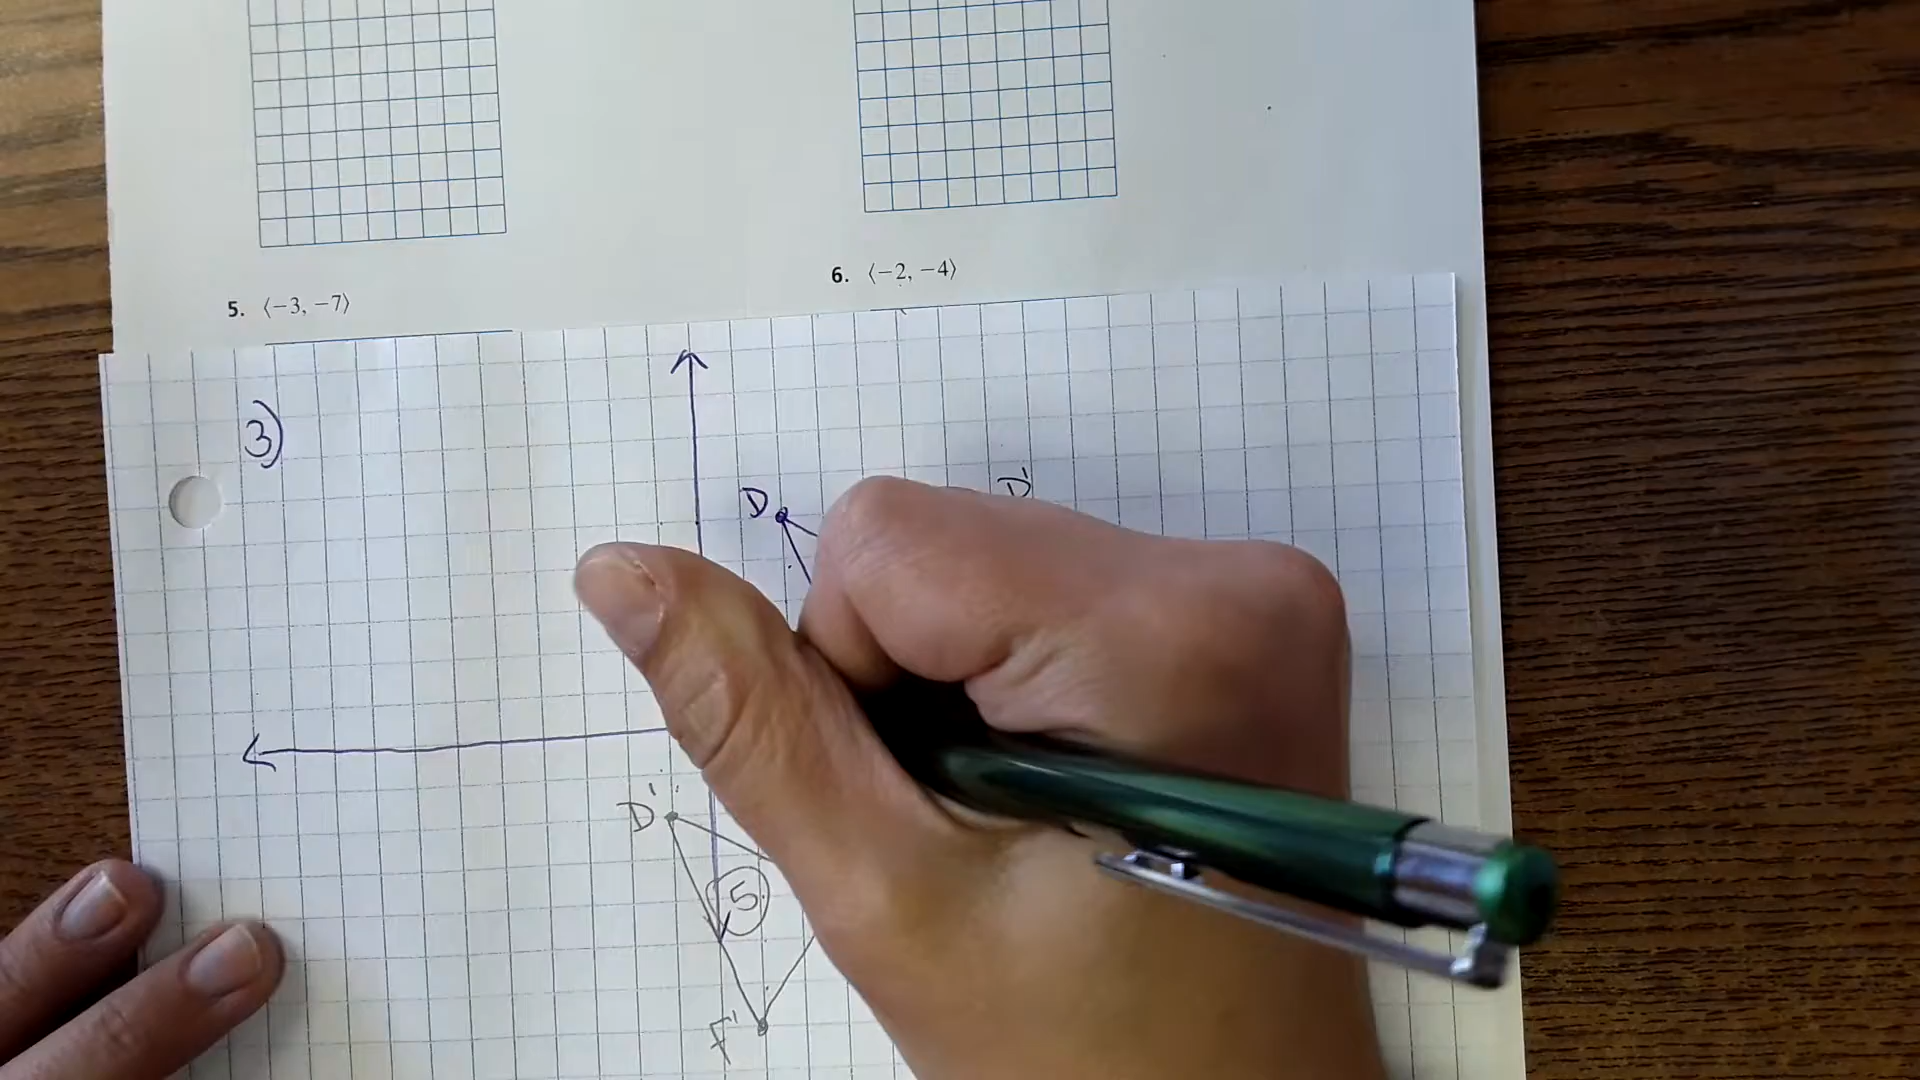 6. ⟨−2, −4⟩
5. ⟨−3, −7⟩
3)
D
D'
D'
5
F'